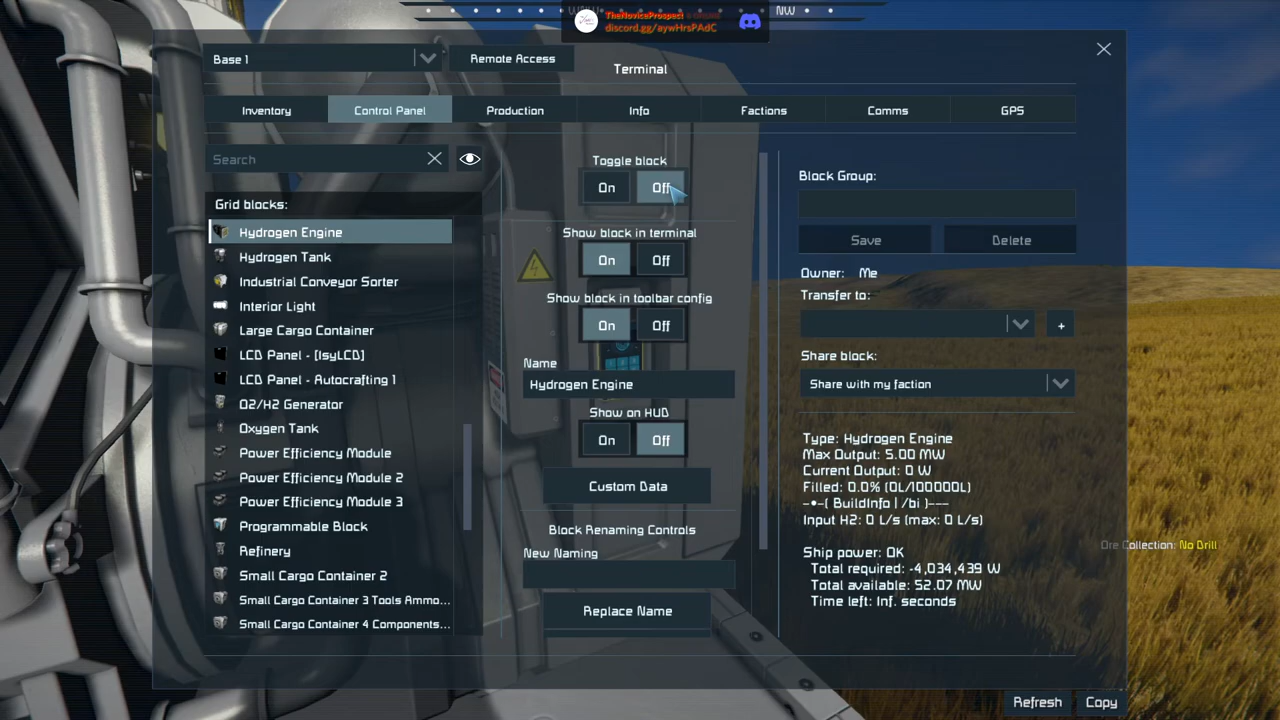 NW
TheNoviceProspect
discord.gg/aywHrsPAdC
Base 1
Remote Access
Terminal
Inventory
Control Panel
Production
Info
Factions
Comms
GPS
Search
Grid blocks:
Hydrogen Engine
Hydrogen Tank
Industrial Conveyor Sorter
Interior Light
Large Cargo Container
LCD Panel - [IsyLCD]
LCD Panel - Autocrafting 1
O2/H2 Generator
Oxygen Tank
Power Efficiency Module
Power Efficiency Module 2
Power Efficiency Module 3
Programmable Block
Refinery
Small Cargo Container 2
Small Cargo Container 3 Tools Ammo...
Small Cargo Container 4 Components...
Toggle block
On Off
Show block in terminal
On Off
Show block in toolbar config
On Off
Name
Hydrogen Engine
Show on HUD
On Off
Custom Data
Block Renaming Controls
New Naming
Replace Name
Block Group:
Save Delete
Owner: Me
Transfer to:
+
Share block:
Share with my faction
Type: Hydrogen Engine
Max Output: 5.00 MW
Current Output: 0 W
Filled: 0.0% (0L/100000L)
-•-( BuildInfo | /bi )---
Input H2: 0 L/s (max: 0 L/s)
Ship power: OK
Total required: -4,034,439 W
Total available: 52.07 MW
Time left: Inf. seconds
Ore Collection: No Drill
Refresh
Copy